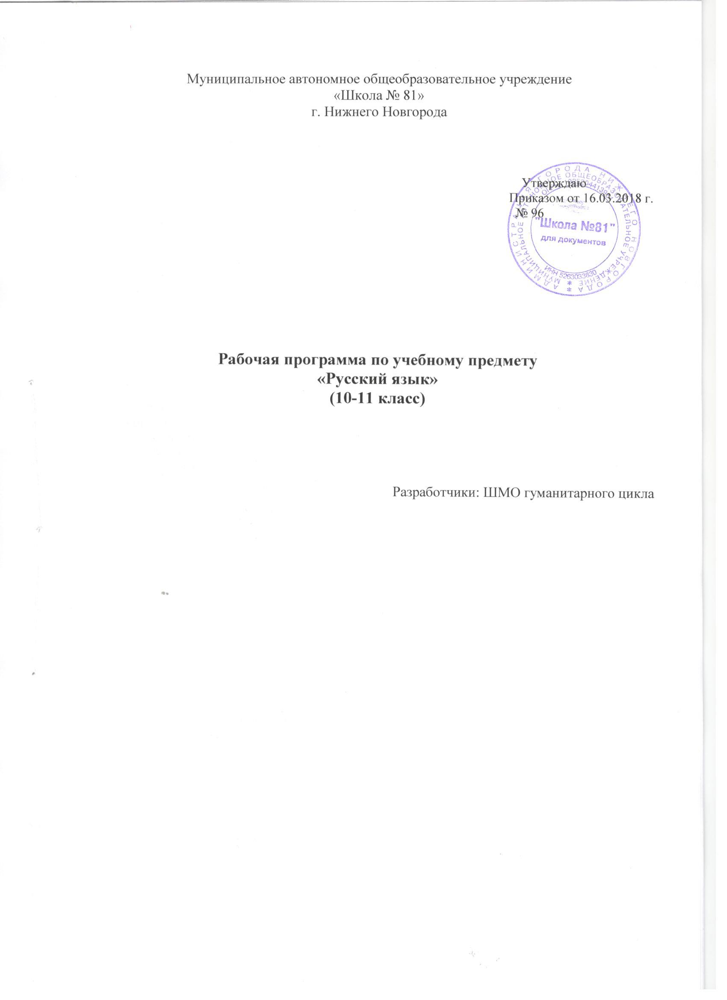 Муниципальное автономное общеобразовательное учреждение
«Школа № 81»
г. Нижнего Новгорода
Утверждаю
Приказом от 16.03.2018 г.
№ 96
АДМИНИСТРАЦИЯ ГОРОДА НИЖНЕГО НОВГОРОДА
МУНИЦИПАЛЬНОЕ АВТОНОМНОЕ ОБЩЕОБРАЗОВАТЕЛЬНОЕ УЧРЕЖДЕНИЕ
"Школа №81"
для документов
ИНН 5263033830
Рабочая программа по учебному предмету
«Русский язык»
(10-11 класс)
Разработчики: ШМО гуманитарного цикла